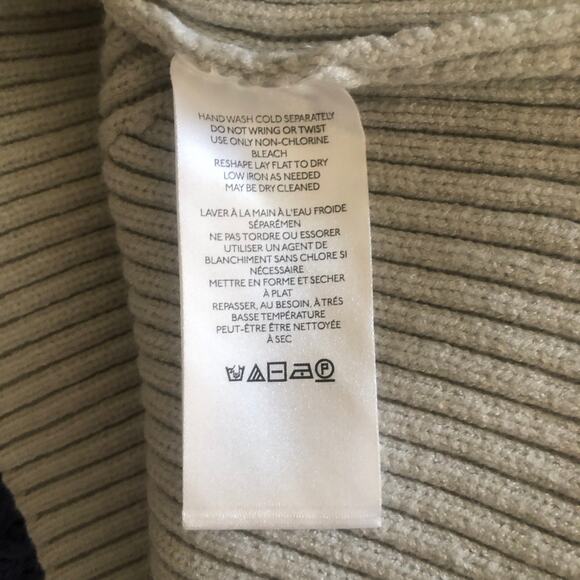 HAND WASH COLD SEPARATELY
DO NOT WRING OR TWIST
USE ONLY NON-CHLORINE
BLEACH
RESHAPE LAY FLAT TO DRY
LOW IRON AS NEEDED
MAY BE DRY CLEANED
LAVER À LA MAIN À L'EAU FROIDE
SÉPARÉMEN
NE PAS TORDRE OU ESSORER
UTILISER UN AGENT DE
BLANCHIMENT SANS CHLORE SI
NÉCESSAIRE
METTRE EN FORME ET SECHER
À PLAT
REPASSER, AU BESOIN, À TRÉS
BASSE TEMPÉRATURE
PEUT-ÊTRE ÊTRE NETTOYÉE
À SEC
P